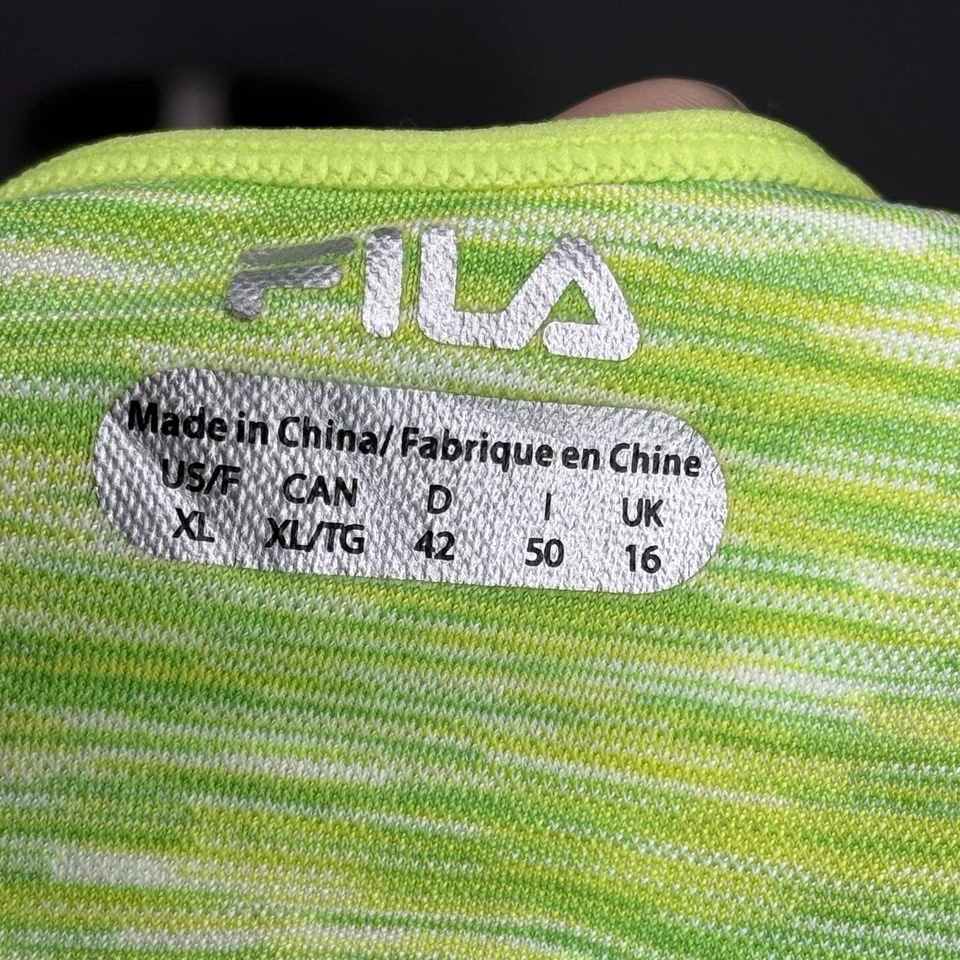 FILA
Made in China/Fabrique en Chine
US/F CAN D I UK
XL XL/TG 42 50 16